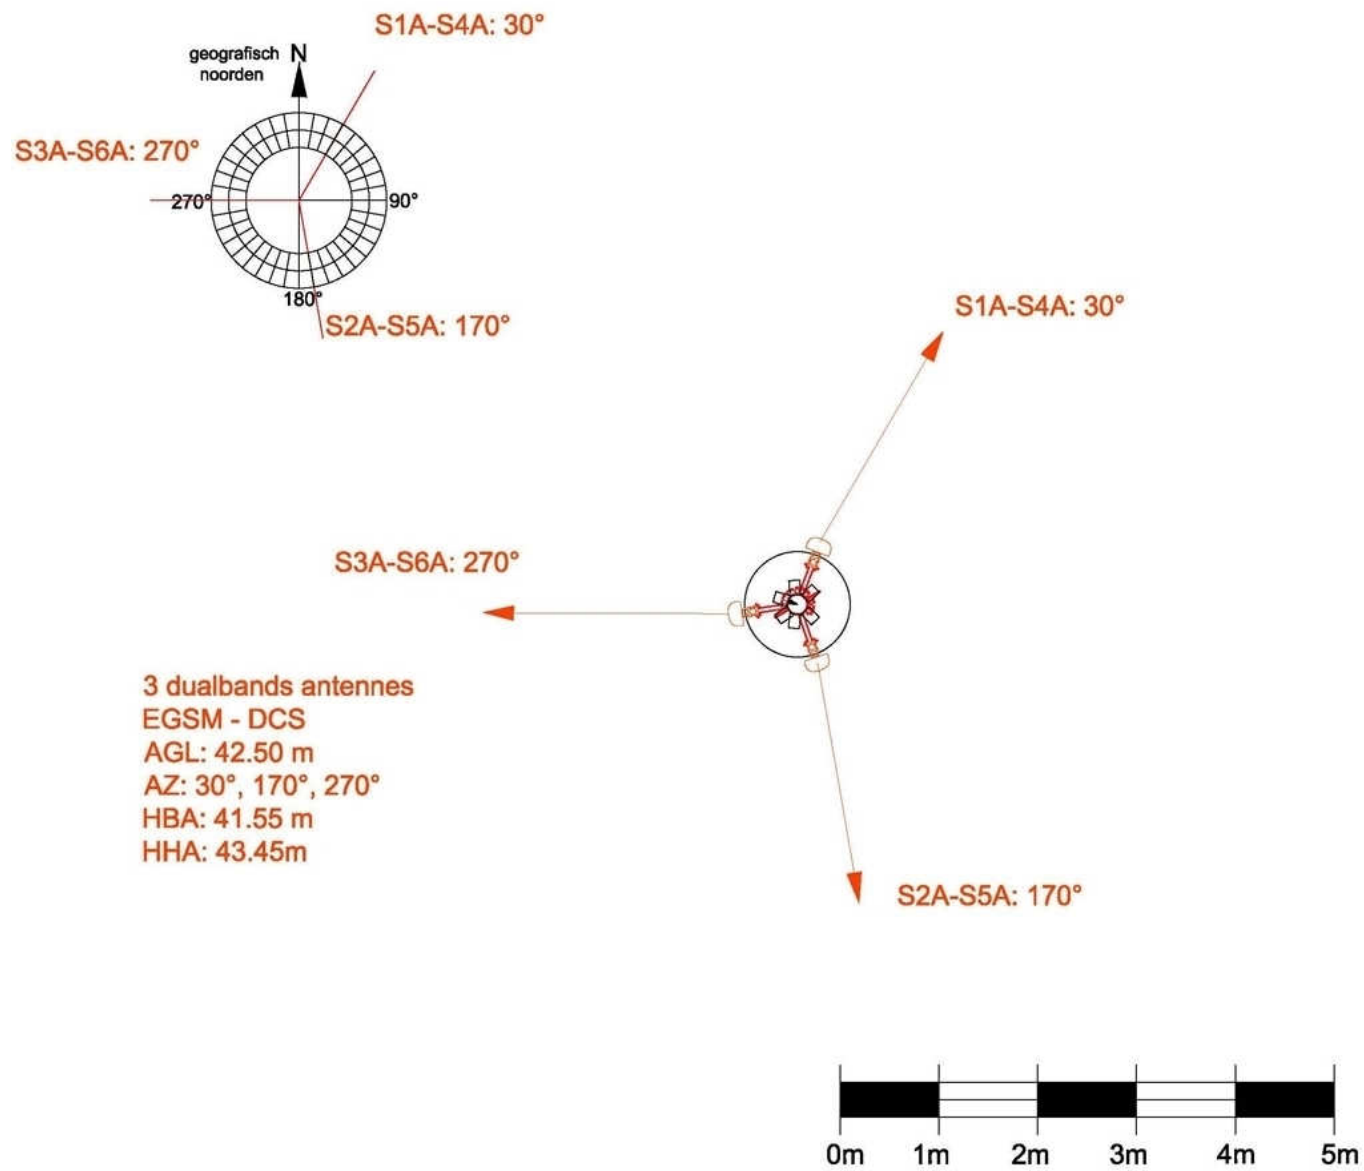 S1A-S4A: 30°
geografisch N
noorden
S3A-S6A: 270°
270°
90°
180°
S2A-S5A: 170°
S1A-S4A: 30°
S3A-S6A: 270°
3 dualbands antennes
EGSM - DCS
AGL: 42.50 m
AZ: 30°, 170°, 270°
HBA: 41.55 m
HHA: 43.45m
S2A-S5A: 170°
0m 1m 2m 3m 4m 5m